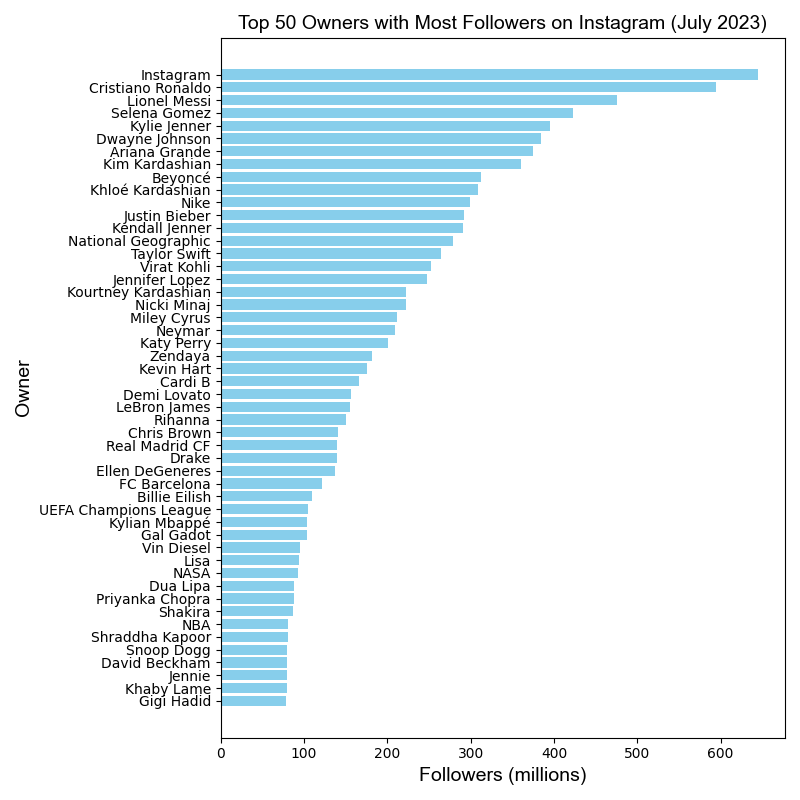 Top 50 Owners with Most Followers on Instagram (July 2023)
Owner
Instagram
Cristiano Ronaldo
Lionel Messi
Selena Gomez
Kylie Jenner
Dwayne Johnson
Ariana Grande
Kim Kardashian
Beyoncé
Khloé Kardashian
Nike
Justin Bieber
Kendall Jenner
National Geographic
Taylor Swift
Virat Kohli
Jennifer Lopez
Kourtney Kardashian
Nicki Minaj
Miley Cyrus
Neymar
Katy Perry
Zendaya
Kevin Hart
Cardi B
Demi Lovato
LeBron James
Rihanna
Chris Brown
Real Madrid CF
Drake
Ellen DeGeneres
FC Barcelona
Billie Eilish
UEFA Champions League
Kylian Mbappé
Gal Gadot
Vin Diesel
Lisa
NASA
Dua Lipa
Priyanka Chopra
Shakira
NBA
Shraddha Kapoor
Snoop Dogg
David Beckham
Jennie
Khaby Lame
Gigi Hadid
0 100 200 300 400 500 600
Followers (millions)